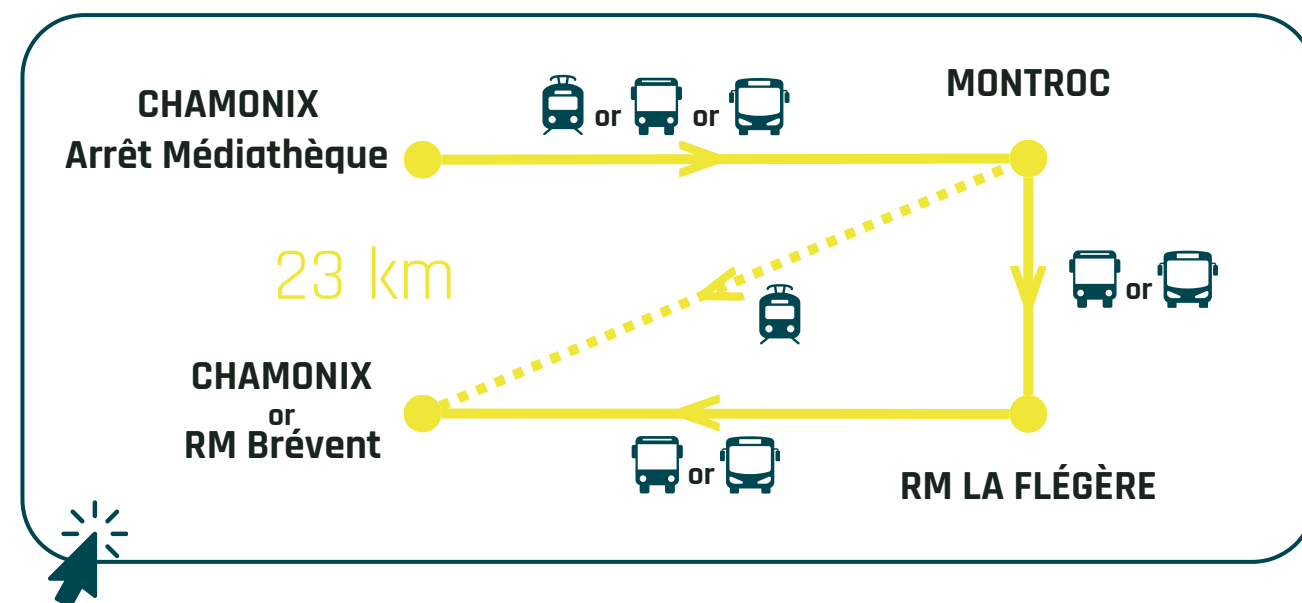 CHAMONIX
Arrêt Médiathèque
or or
MONTROC
23 km
or
CHAMONIX
or
RM Brévent
or
RM LA FLÉGÈRE